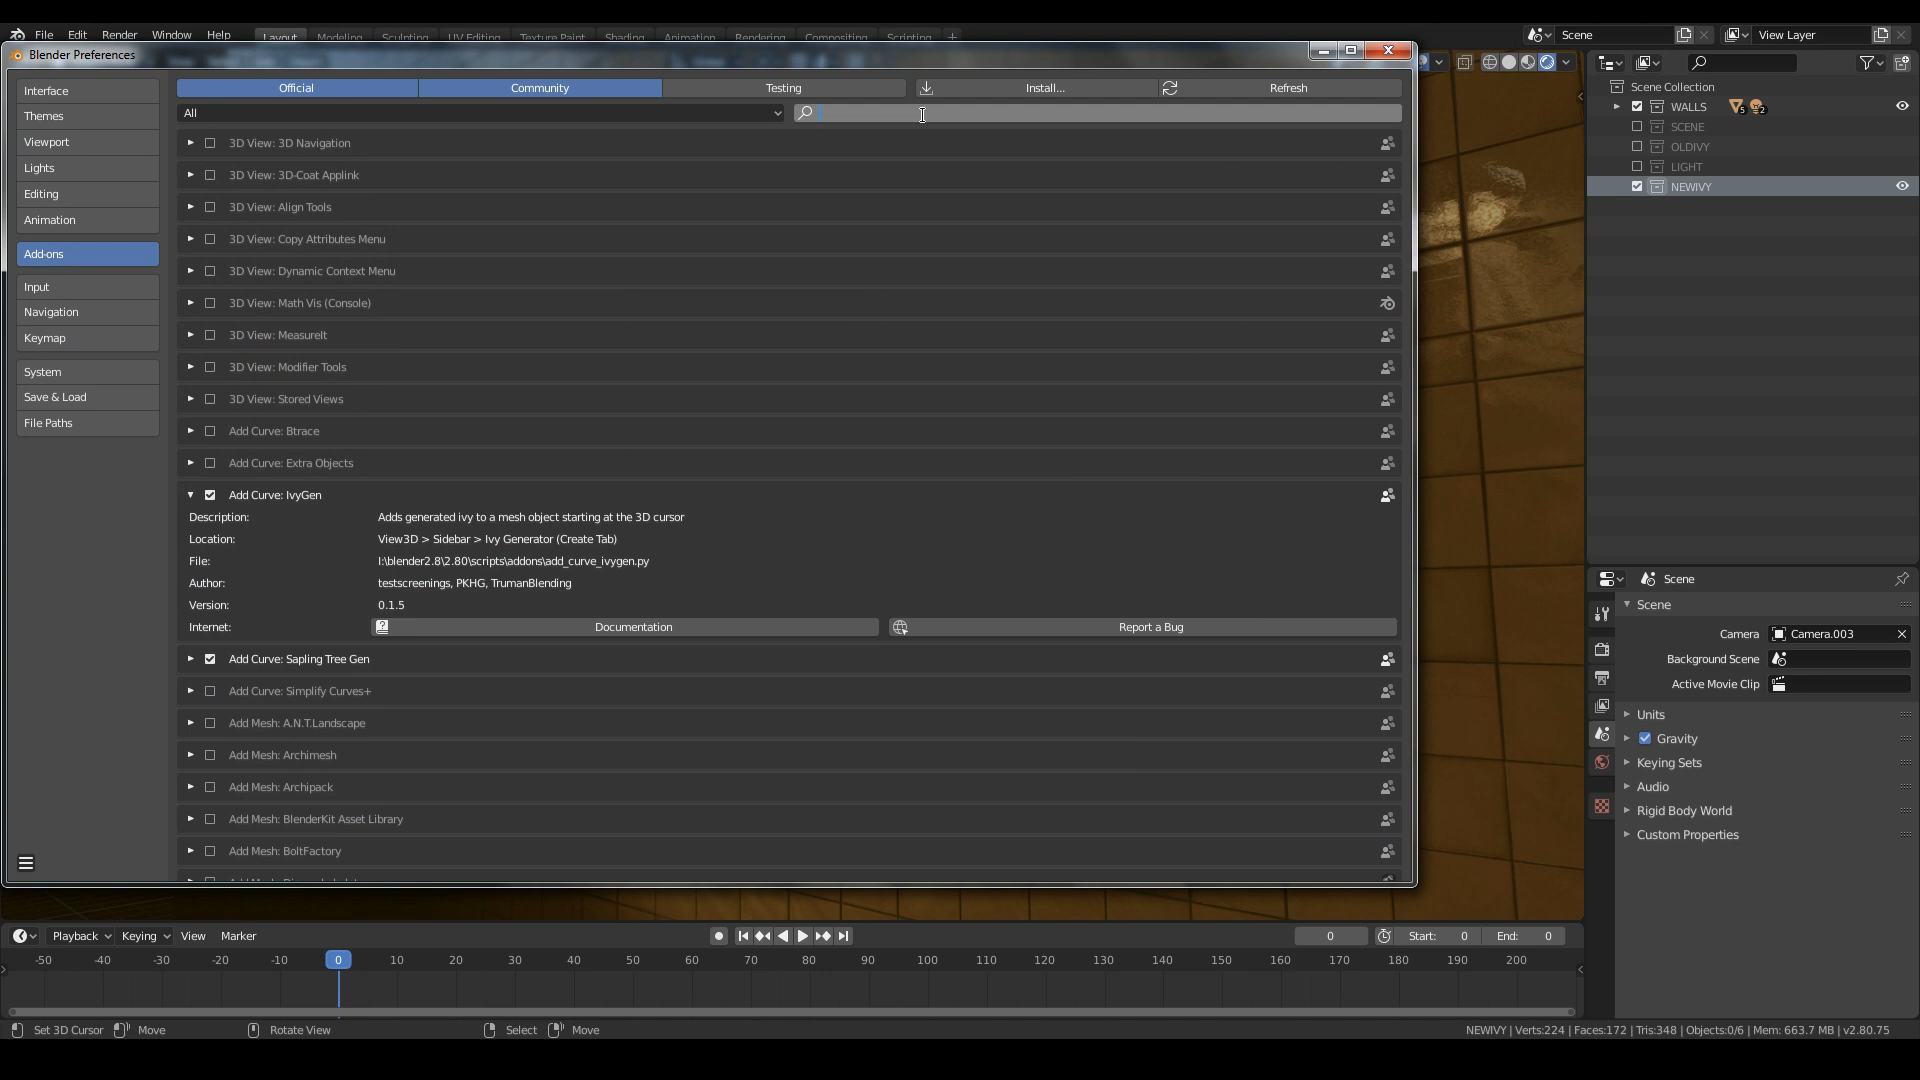 File Edit Render Window Help Layout Modeling Sculpting UV Editing Texture Paint Shading Animation Rendering Compositing Scripting + Scene View Layer
Blender Preferences
Interface
Themes
Viewport
Lights
Editing
Animation
Add-ons
Input
Navigation
Keymap
System
Save & Load
File Paths
Official Community Testing Install... Refresh
All
3D View: 3D Navigation
3D View: 3D-Coat Applink
3D View: Align Tools
3D View: Copy Attributes Menu
3D View: Dynamic Context Menu
3D View: Math Vis (Console)
3D View: MeasureIt
3D View: Modifier Tools
3D View: Stored Views
Add Curve: Btrace
Add Curve: Extra Objects
Add Curve: IvyGen
Description: Adds generated ivy to a mesh object starting at the 3D cursor
Location: View3D > Sidebar > Ivy Generator (Create Tab)
File: I:\blender2.8\2.80\scripts\addons\add_curve_ivygen.py
Author: testscreenings, PKHG, TrumanBlending
Version: 0.1.5
Internet: Documentation Report a Bug
Add Curve: Sapling Tree Gen
Add Curve: Simplify Curves+
Add Mesh: A.N.T.Landscape
Add Mesh: Archimesh
Add Mesh: Archipack
Add Mesh: BlenderKit Asset Library
Add Mesh: BoltFactory
Scene Collection
WALLS 5 2
SCENE
OLDIVY
LIGHT
NEWIVY
Scene
Scene
Camera Camera.003
Background Scene
Active Movie Clip
Units
Gravity
Keying Sets
Audio
Rigid Body World
Custom Properties
Playback Keying View Marker 0 Start: 0 End: 0
-50 -40 -30 -20 -10 0 10 20 30 40 50 60 70 80 90 100 110 120 130 140 150 160 170 180 190 200
Set 3D Cursor Move Rotate View Select Move NEWIVY | Verts:224 | Faces:172 | Tris:348 | Objects:0/6 | Mem: 663.7 MB | v2.80.75